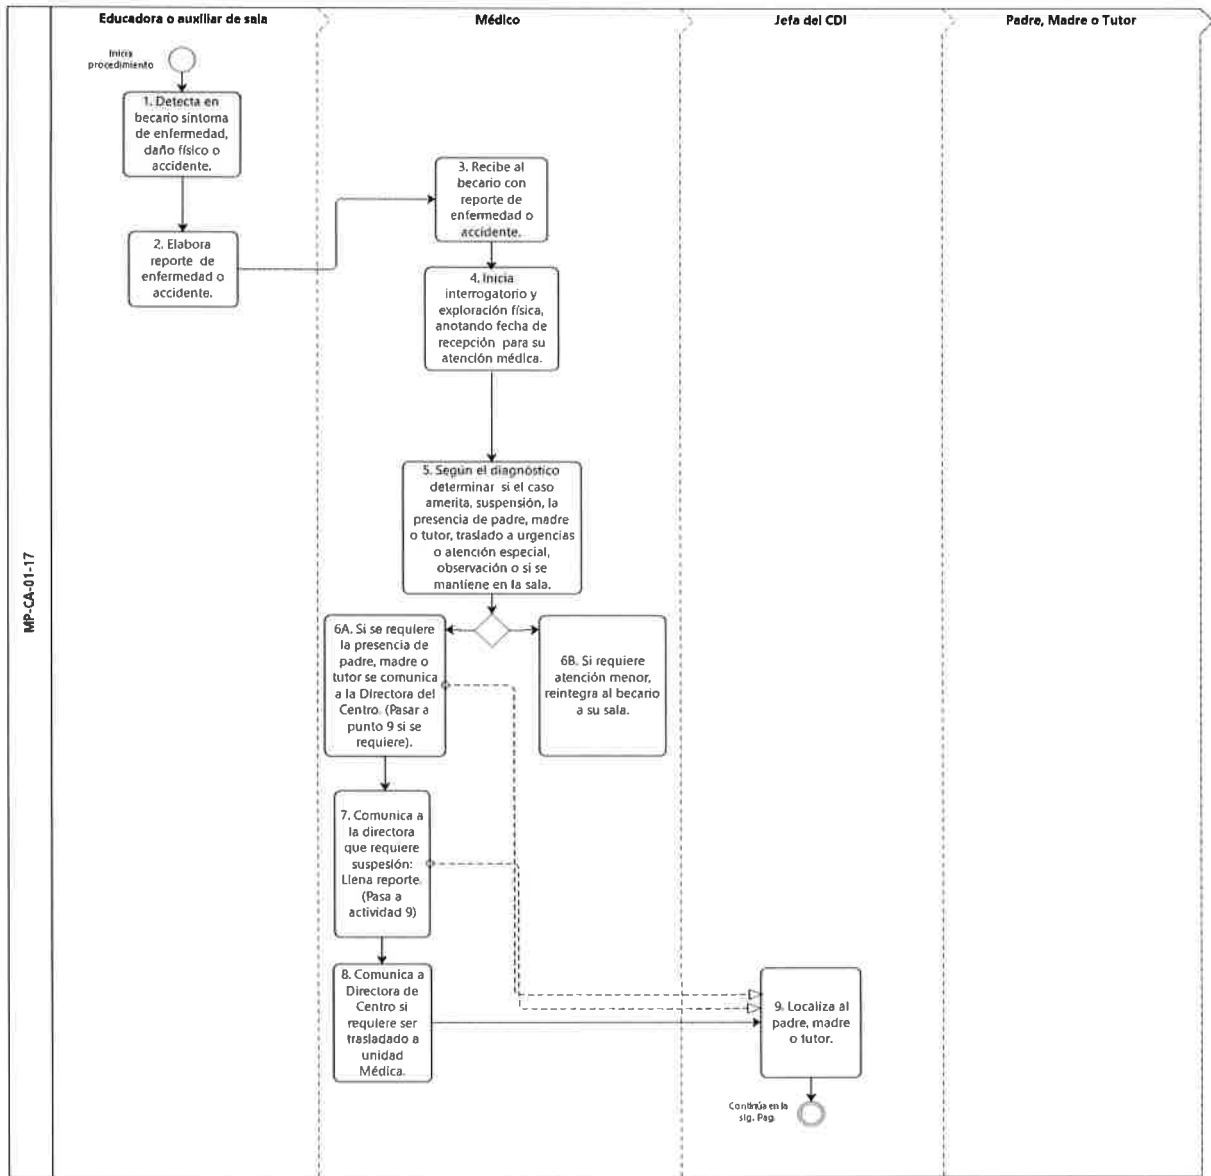 Educadora o auxiliar de sala
Médico
Jefa del CDI
Padre, Madre o Tutor
MP-CA-01-17
Inicia
procedimiento
1. Detecta en
becario síntoma
de enfermedad,
daño físico o
accidente.
2. Elabora
reporte de
enfermedad o
accidente.
3. Recibe al
becario con
reporte de
enfermedad o
accidente.
4. Inicia
interrogatorio y
exploración física,
anotando fecha de
recepción para su
atención médica.
5. Según el diagnóstico
determinar si el caso
amerita, suspensión, la
presencia de padre, madre
o tutor, traslado a urgencias
o atención especial,
observación o si se
mantiene en la sala.
6A. Si se requiere
la presencia de
padre, madre o
tutor se comunica
a la Directora del
Centro. (Pasar a
punto 9 si se
requiere).
6B. Si requiere
atención menor,
reintegra al becario
a su sala.
7. Comunica a
la directora
que requiere
suspesión:
Llena reporte.
(Pasa a
actividad 9)
8. Comunica a
Directora de
Centro si
requiere ser
trasladado a
unidad
Médica.
9. Localiza al
padre, madre
o tutor.
Continúa en la
sig. Pag.